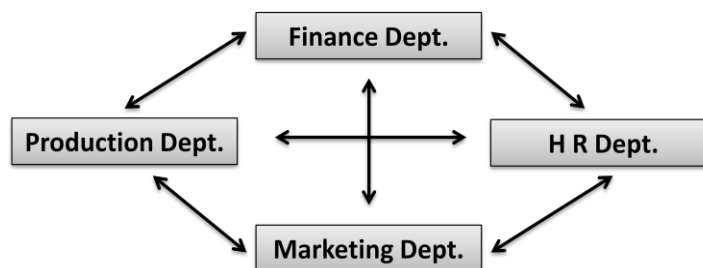 Finance Dept.
Production Dept.
H R Dept.
Marketing Dept.